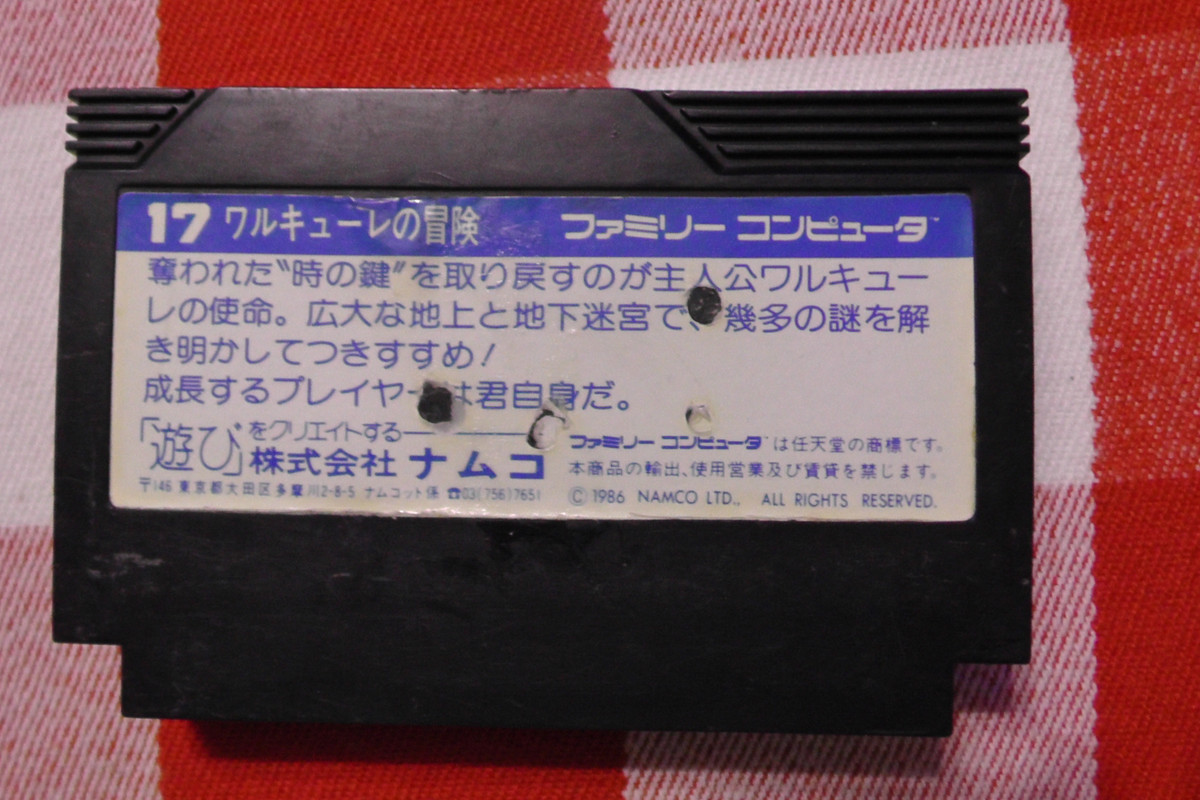 17 ワルキューレの冒険 ファミリー コンピュータ™
奪われた"時の鍵"を取り戻すのが主人公ワルキュー
レの使命。広大な地上と地下迷宮で、幾多の謎を解
き明かしてつきすすめ!
成長するプレイヤーは君自身だ。
「遊び」をクリエイトする──
株式会社 ナムコ
〒146 東京都大田区多摩川2-8-5 ナムコット係 ☎03(756)7651
ファミリー コンピュータ™は任天堂の商標です。
本商品の輸出、使用営業及び賃貸を禁じます。
©1986 NAMCO LTD., ALL RIGHTS RESERVED.